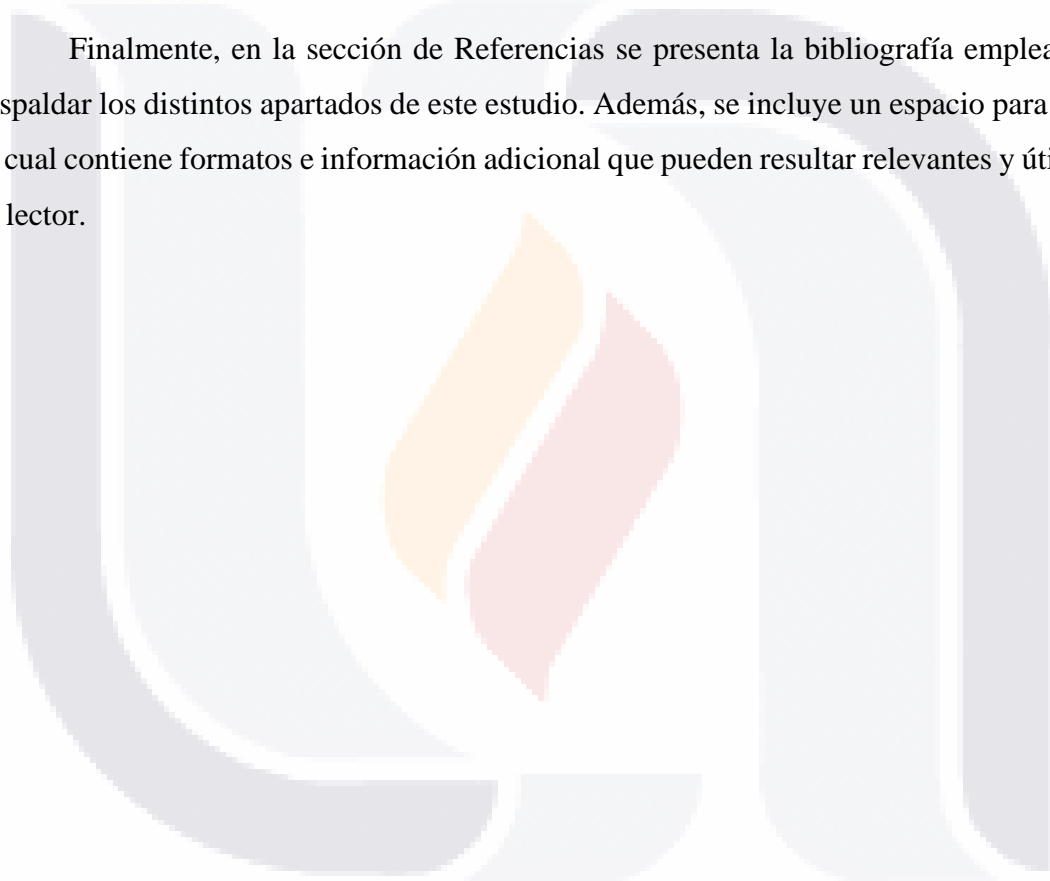 Finalmente, en la sección de Referencias se presenta la bibliografía emplea
spaldar los distintos apartados de este estudio. Además, se incluye un espacio para
cual contiene formatos e información adicional que pueden resultar relevantes y úti
lector.